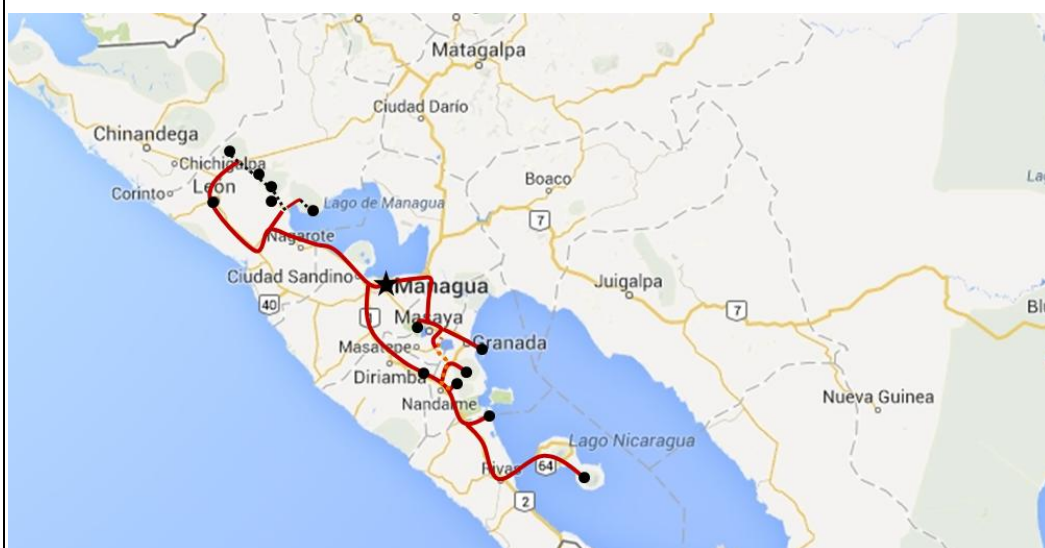 Matagalpa
Ciudad Darío
Chinandega
Chichigalpa
Boaco
León
Corinto
Lago de Managua
7
Nagarote
Ciudad Sandino
Managua
Juigalpa
40
7
Masaya
Granada
Masatepe
Diriamba
Nandaime
Nueva Guinea
Lago Nicaragua
Rivas
64
2